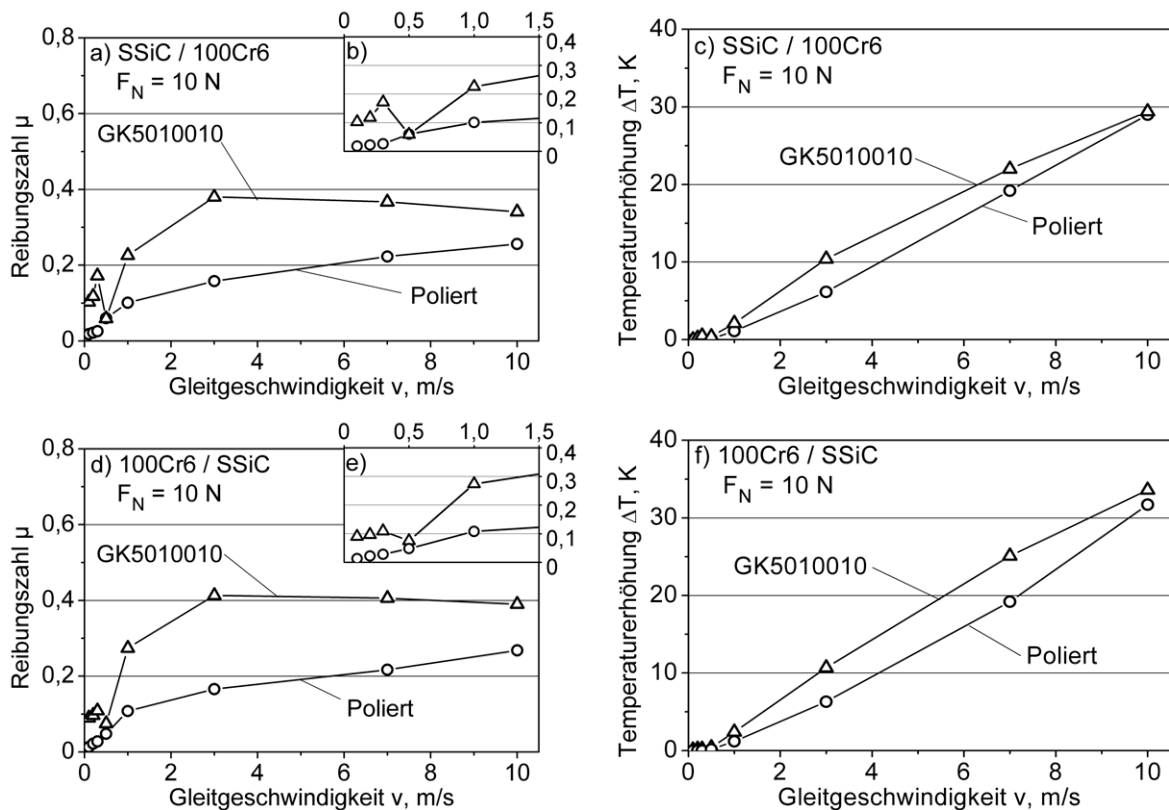 a) SSiC / 100Cr6
F_N = 10 N
GK5010010
Poliert
Reibungszahl µ
0,8
0,6
0,4
0,2
0
0 2 4 6 8 10
Gleitgeschwindigkeit v, m/s
b)
0 0,5 1,0 1,5
0,4
0,3
0,2
0,1
0
c) SSiC / 100Cr6
F_N = 10 N
GK5010010
Poliert
Temperaturerhöhung ΔT, K
40
30
20
10
0
0 2 4 6 8 10
Gleitgeschwindigkeit v, m/s
d) 100Cr6 / SSiC
F_N = 10 N
GK5010010
Poliert
Reibungszahl µ
0,8
0,6
0,4
0,2
0
0 2 4 6 8 10
Gleitgeschwindigkeit v, m/s
e)
0 0,5 1,0 1,5
0,4
0,3
0,2
0,1
0
f) 100Cr6 / SSiC
F_N = 10 N
GK5010010
Poliert
Temperaturerhöhung ΔT, K
40
30
20
10
0
0 2 4 6 8 10
Gleitgeschwindigkeit v, m/s